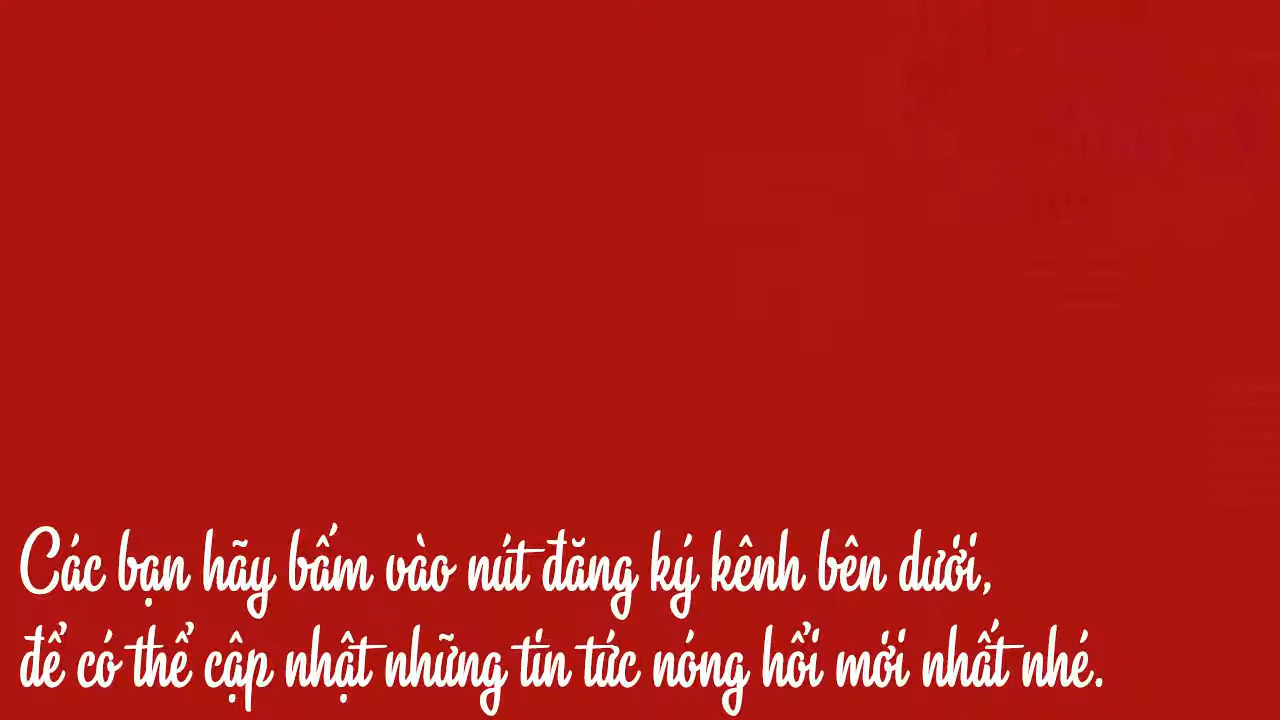 Các bạn hãy bấm vào nút đăng ký kênh bên dưới,
để có thể cập nhật những tin tức nóng hổi mới nhất nhé.